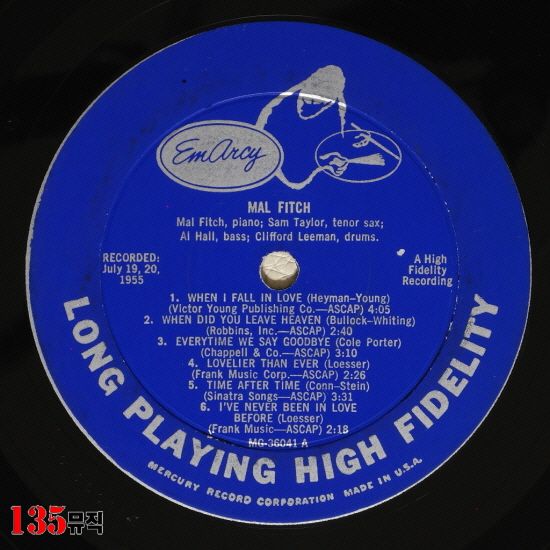 EmArcy
MAL FITCH
Mal Fitch, piano; Sam Taylor, tenor sax;
Al Hall, bass; Clifford Leeman, drums.
RECORDED:
July 19, 20,
1955
A High
Fidelity
Recording
1. WHEN I FALL IN LOVE (Heyman—Young)
(Victor Young Publishing Co.—ASCAP) 4:05
2. WHEN DID YOU LEAVE HEAVEN (Bullock—Whiting)
(Robbins, Inc.—ASCAP) 2:40
3. EVERYTIME WE SAY GOODBYE (Cole Porter)
(Chappell & Co.—ASCAP) 3:10
4. LOVELIER THAN EVER (Loesser)
(Frank Music Corp.—ASCAP) 2:26
5. TIME AFTER TIME (Conn—Stein)
(Sinatra Songs—ASCAP) 3:31
6. I'VE NEVER BEEN IN LOVE
BEFORE (Loesser)
(Frank Music—ASCAP) 2:18
MG-36041 A
LONG PLAYING HIGH FIDELITY
MERCURY RECORD CORPORATION MADE IN U.S.A.
135뮤직